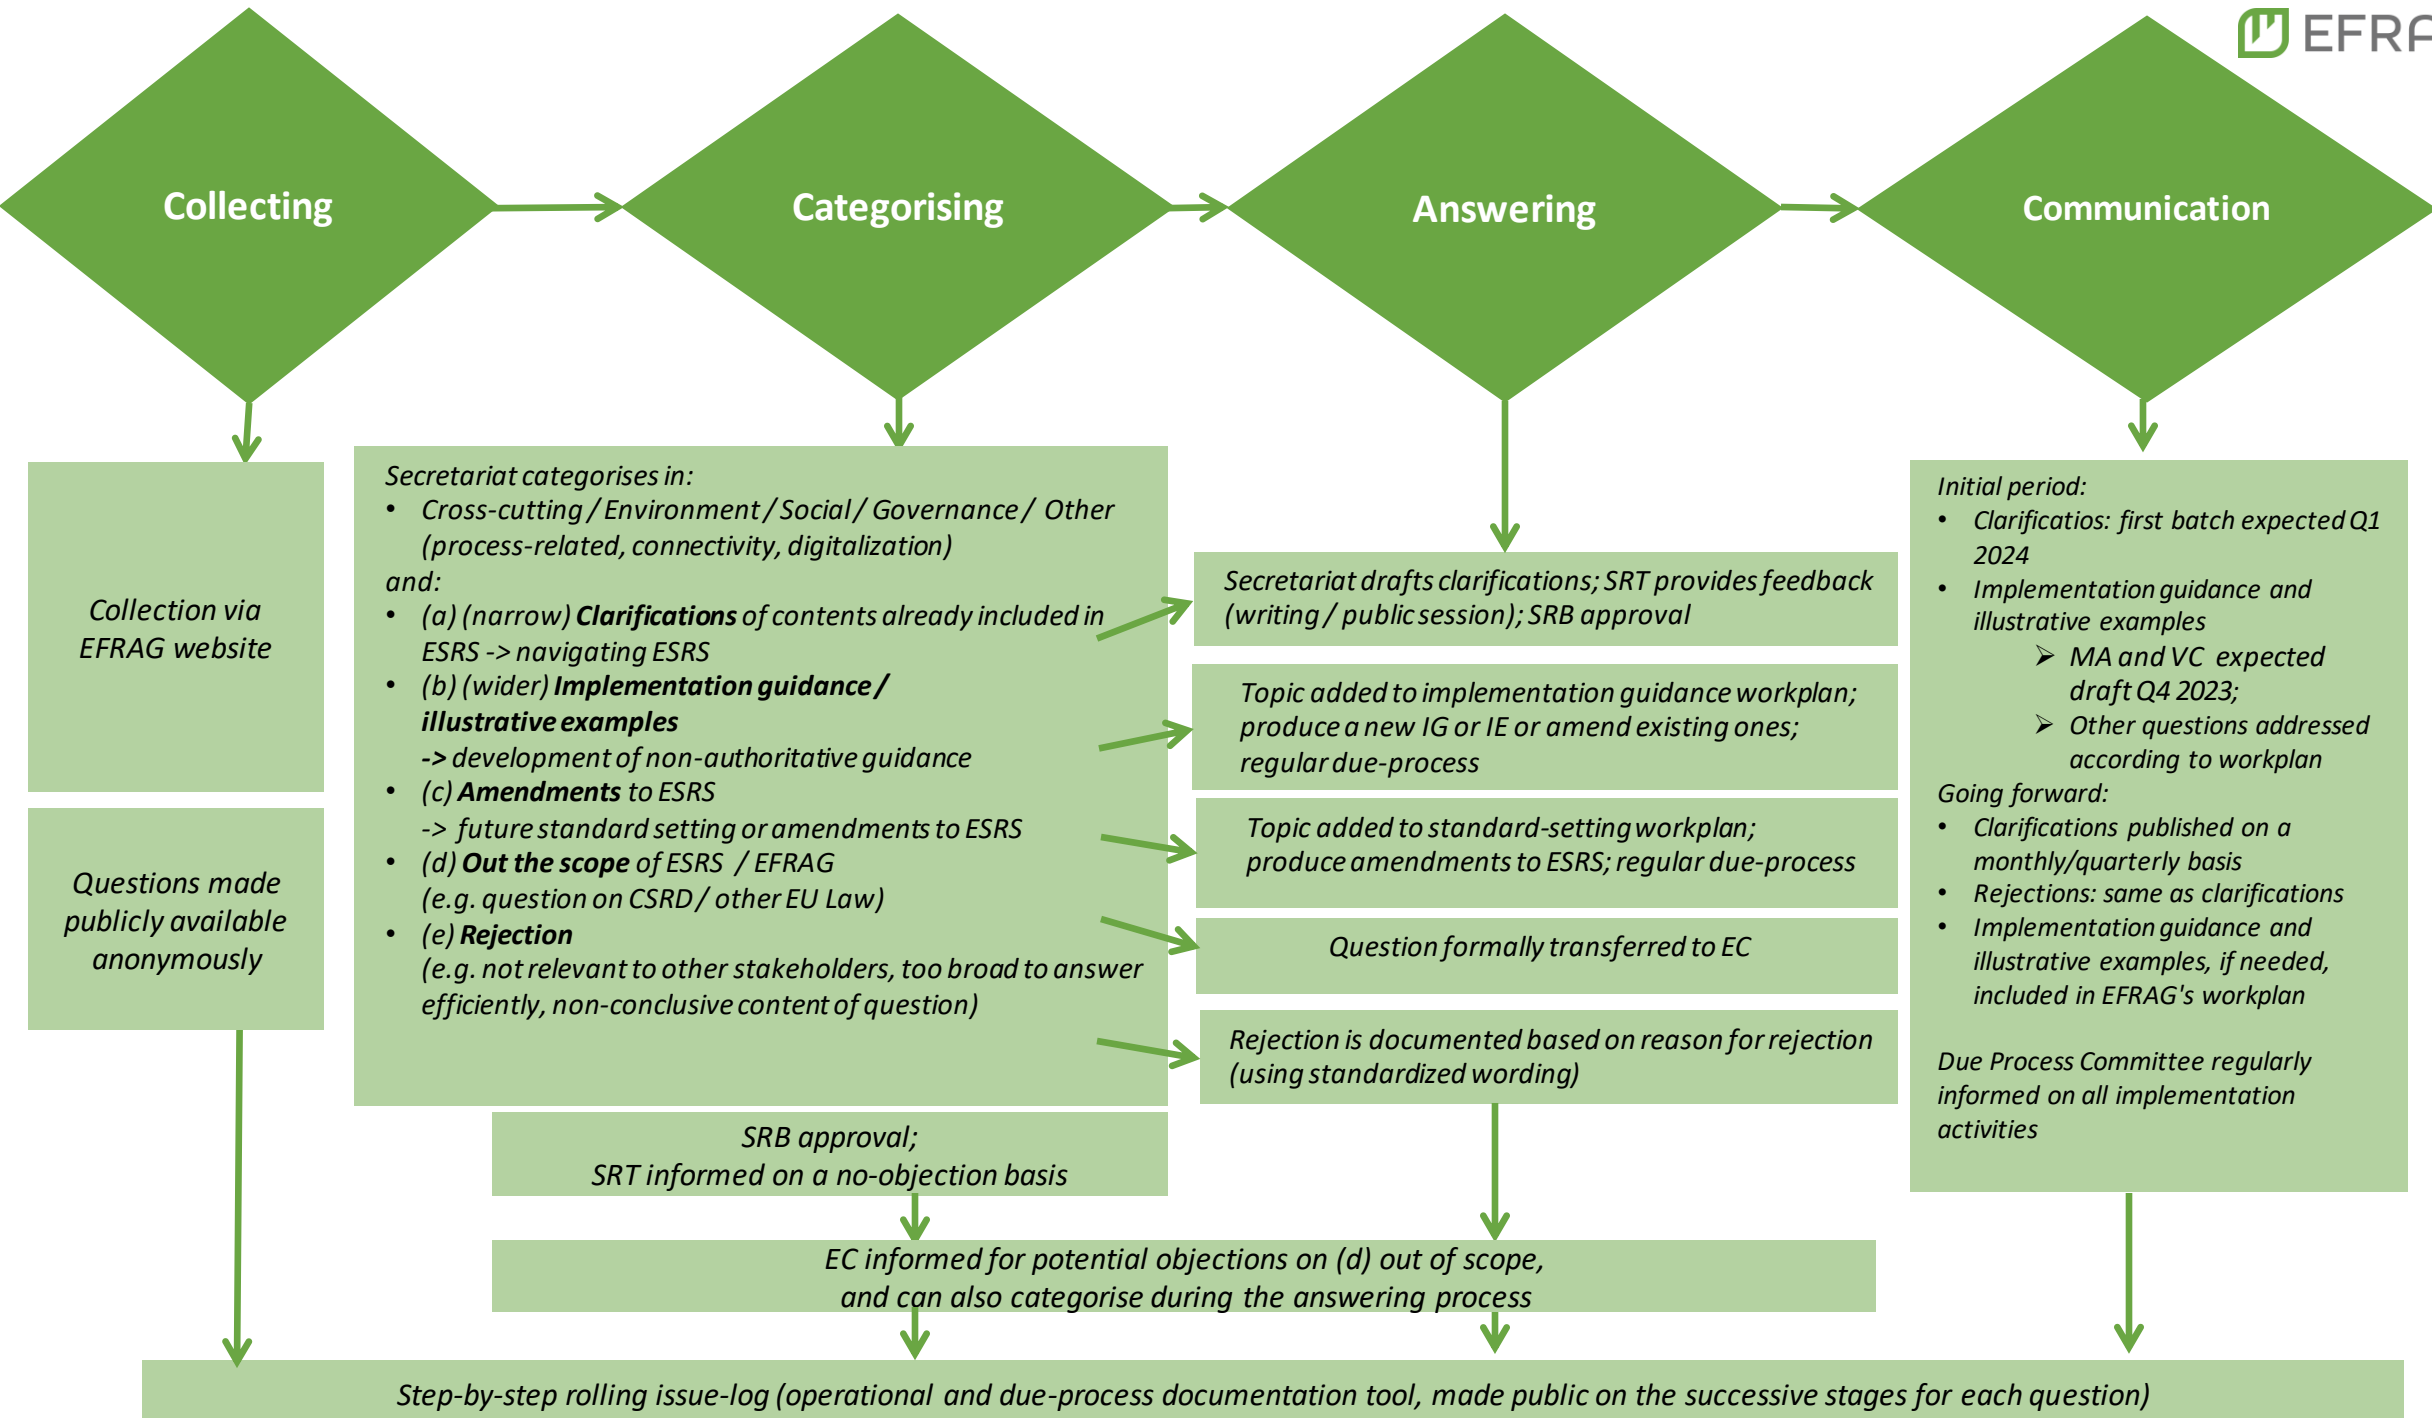 EFRA
Collecting
Categorising
Answering
Communication
Collection via
EFRAG website
Questions made
publicly available
anonymously
Secretariat categorises in:
• Cross-cutting / Environment / Social / Governance / Other
(process-related, connectivity, digitalization)
and:
• (a) (narrow) Clarifications of contents already included in
ESRS -> navigating ESRS
• (b) (wider) Implementation guidance /
illustrative examples
-> development of non-authoritative guidance
• (c) Amendments to ESRS
-> future standard setting or amendments to ESRS
• (d) Out the scope of ESRS / EFRAG
(e.g. question on CSRD / other EU Law)
• (e) Rejection
(e.g. not relevant to other stakeholders, too broad to answer
efficiently, non-conclusive content of question)
SRB approval;
SRT informed on a no-objection basis
Secretariat drafts clarifications; SRT provides feedback
(writing / public session); SRB approval
Topic added to implementation guidance workplan;
produce a new IG or IE or amend existing ones;
regular due-process
Topic added to standard-setting workplan;
produce amendments to ESRS; regular due-process
Question formally transferred to EC
Rejection is documented based on reason for rejection
(using standardized wording)
EC informed for potential objections on (d) out of scope,
and can also categorise during the answering process
Initial period:
• Clarificatios: first batch expected Q1
2024
• Implementation guidance and
illustrative examples
➢ MA and VC expected
draft Q4 2023;
➢ Other questions addressed
according to workplan
Going forward:
• Clarifications published on a
monthly/quarterly basis
• Rejections: same as clarifications
• Implementation guidance and
illustrative examples, if needed,
included in EFRAG's workplan
Due Process Committee regularly
informed on all implementation
activities
Step-by-step rolling issue-log (operational and due-process documentation tool, made public on the successive stages for each question)